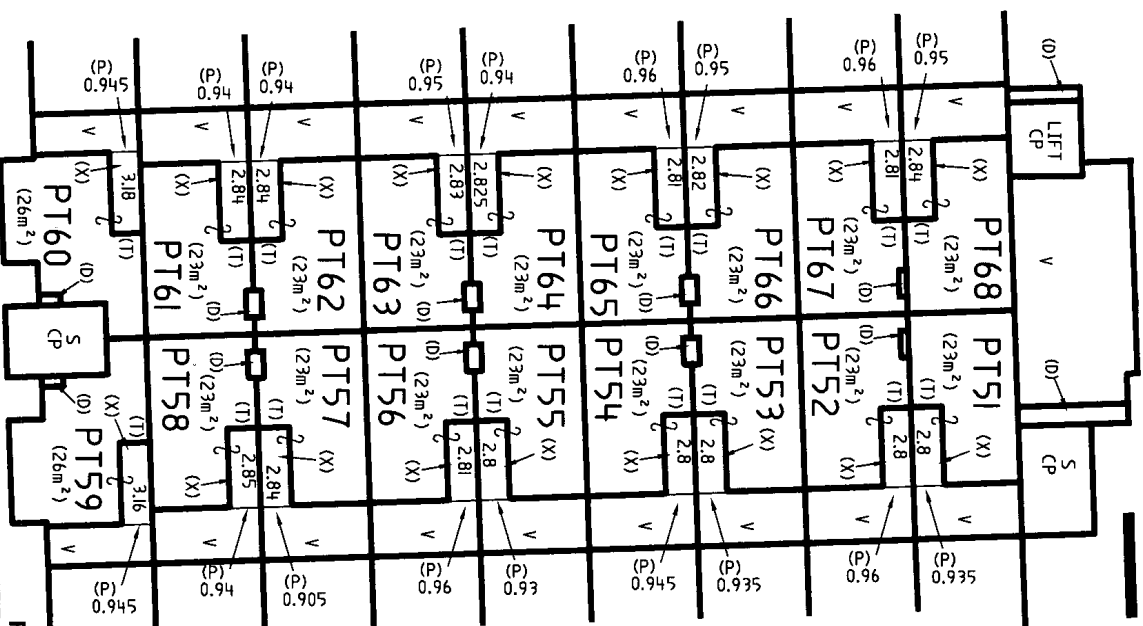 (P)
0.945
(P)
0.94
(P)
0.94
(P)
0.95
(P)
0.94
(P)
0.96
(P)
0.95
(P)
0.96
(P)
0.95
(D)
V
V
V
V
V
V
V
V
LIFT
CP
3.18
(X)
(T)
2.84
(X)
(T)
2.84
(X)
(T)
2.83
(X)
(T)
2.825
(X)
(T)
2.81
(X)
(T)
2.82
(X)
(T)
2.81
(X)
(T)
2.84
(X)
(T)
V
PT60
(26m²)
(D)
PT61
(23m²)
(D)
PT62
(23m²)
PT63
(23m²)
(D)
PT64
(23m²)
PT65
(23m²)
(D)
PT66
(23m²)
PT67
(23m²)
(D)
PT68
(23m²)
S
CP
(D)
PT59
(26m²)
PT58
(23m²)
(D)
PT57
(23m²)
PT56
(23m²)
(D)
PT55
(23m²)
PT54
(23m²)
(D)
PT53
(23m²)
PT52
(23m²)
(D)
PT51
(23m²)
(D)
S
CP
(X)
(T)
3.16
(T)
2.85
(X)
(T)
2.84
(X)
(T)
2.81
(X)
(T)
2.8
(X)
(T)
2.8
(X)
(T)
2.8
(X)
(T)
2.8
(X)
(T)
2.8
(X)
V
V
V
V
V
V
V
V
V
(P)
0.945
(P)
0.94
(P)
0.905
(P)
0.96
(P)
0.93
(P)
0.945
(P)
0.935
(P)
0.96
(P)
0.935